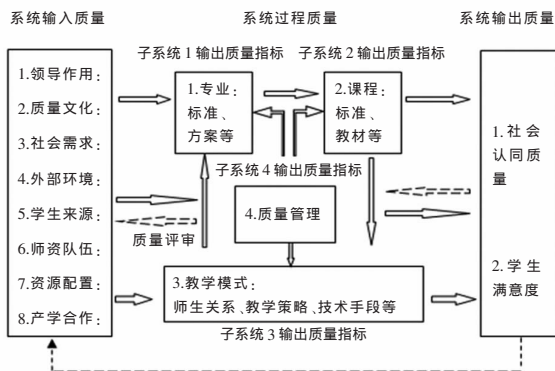 系统输入质量
系统过程质量
系统输出质量
1.领导作用:
2.质量文化:
3.社会需求:
4.外部环境:
5.学生来源:
6.师资队伍:
7.资源配置:
8.产学合作:
子系统1输出质量指标
子系统2输出质量指标
1.专业:
标准、
方案等
2.课程:
标准、
教材等
子系统4输出质量指标
4.质量管理
质量评审
3.教学模式:
师生关系、教学策略、技术手段等
子系统3输出质量指标
1.社会
认同质
量
2.学生
满意度